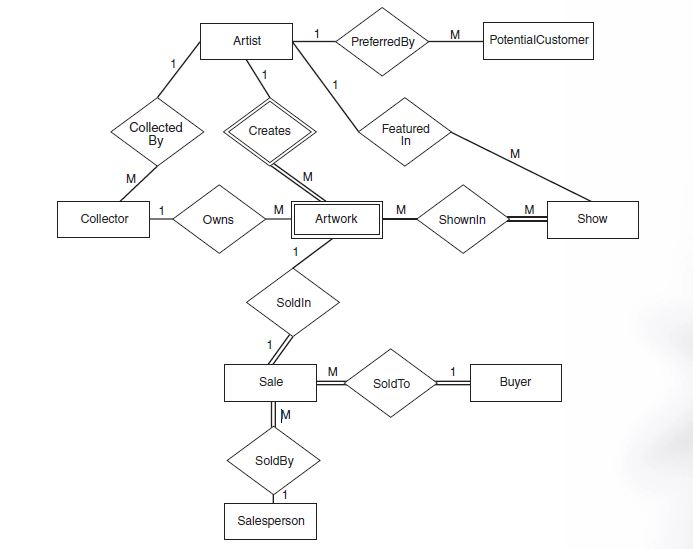 Artist
1
PreferredBy
M
PotentialCustomer
1
1
1
Collected
By
Creates
Featured
In
M
M
M
Collector
1
Owns
M
Artwork
M
ShownIn
M
Show
1
SoldIn
1
Sale
M
SoldTo
1
Buyer
M
SoldBy
1
Salesperson